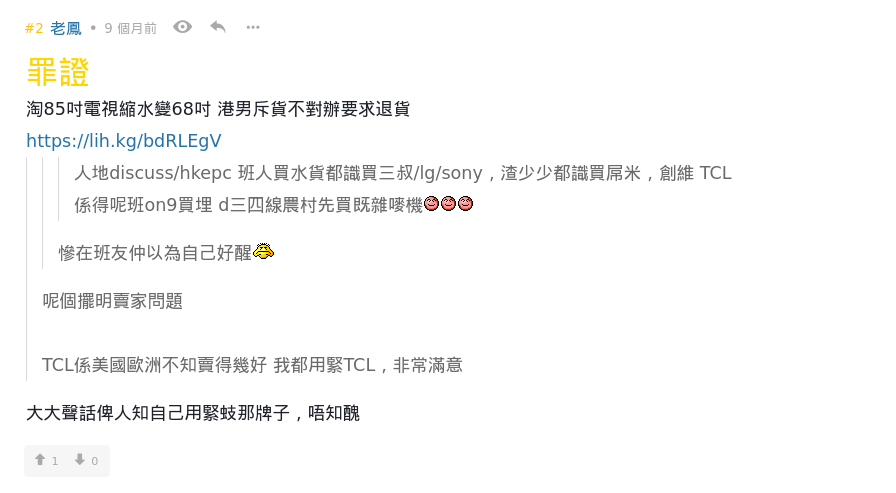 #2 老鳳 • 9 個月前
罪證
淘85吋電視縮水變68吋 港男斥貨不對辦要求退貨
https://lih.kg/bdRLEgV
人地discuss/hkepc 班人買水貨都識買三叔/lg/sony，渣少少都識買屌米，創維 TCL
係得呢班on9買埋 d三四線農村先買既雜嘜機
慘在班友仲以為自己好醒
呢個擺明賣家問題
TCL係美國歐洲不知賣得幾好 我都用緊TCL，非常滿意
大大聲話俾人知自己用緊蚑那牌子，唔知醜
1 0